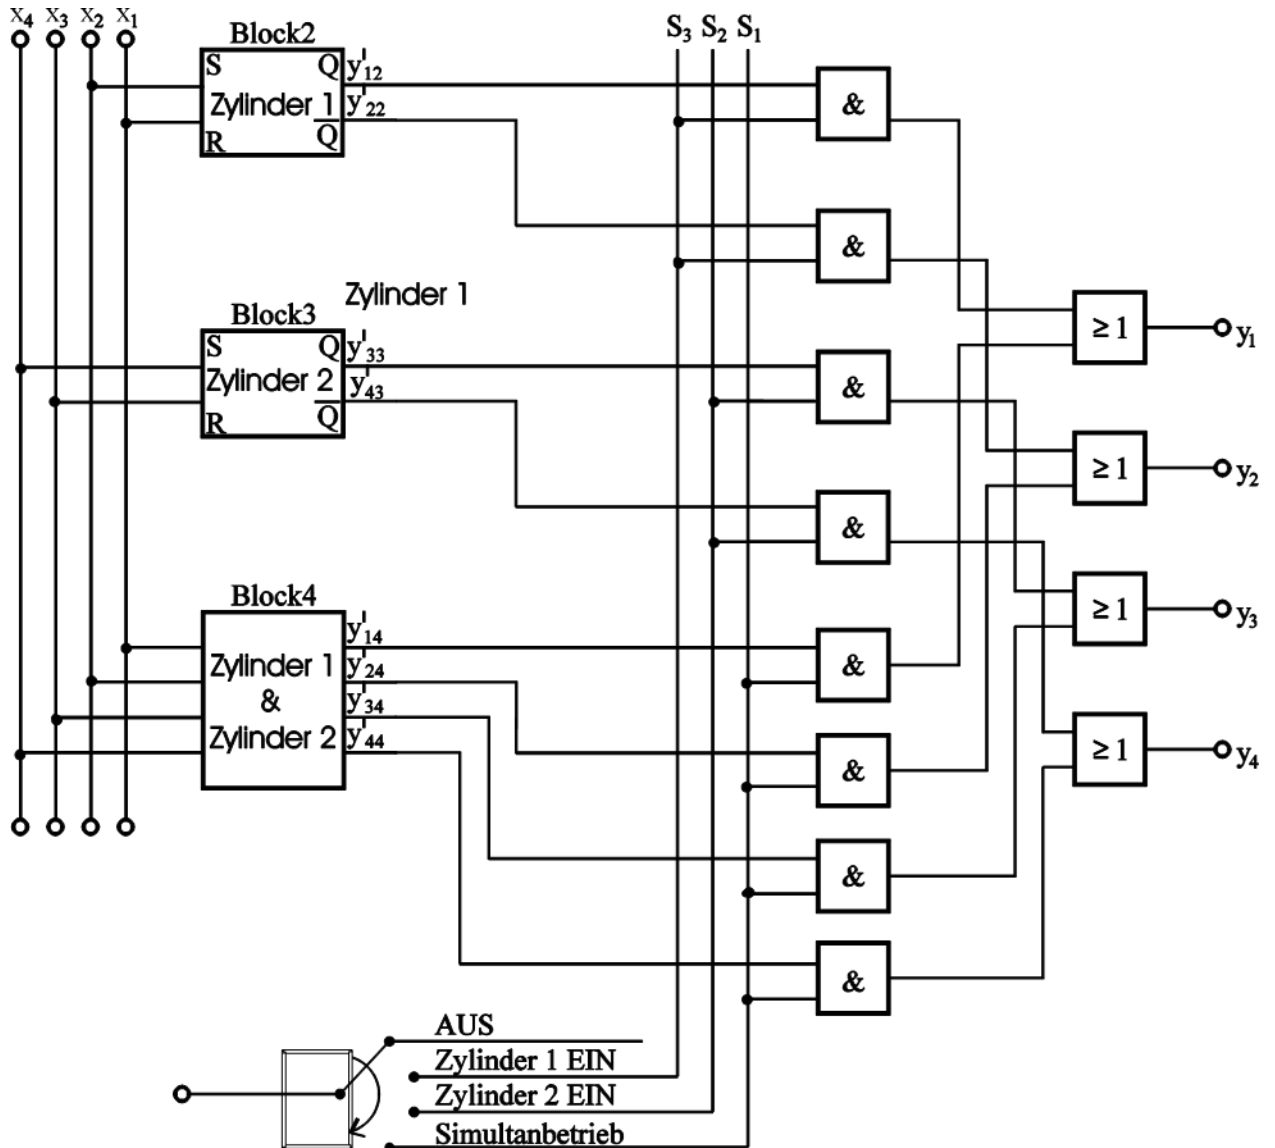 x4 x3 x2 x1
S3 S2 S1
Block2
S Q y'12
Zylinder 1 y'22
R Q̅
&
&
Zylinder 1
Block3
S Q y'33
Zylinder 2 y'43
R Q̅
&
&
≥ 1 y1
≥ 1 y2
≥ 1 y3
≥ 1 y4
Block4
y'14
Zylinder 1 y'24
& y'34
Zylinder 2 y'44
&
&
&
&
AUS
Zylinder 1 EIN
Zylinder 2 EIN
Simultanbetrieb